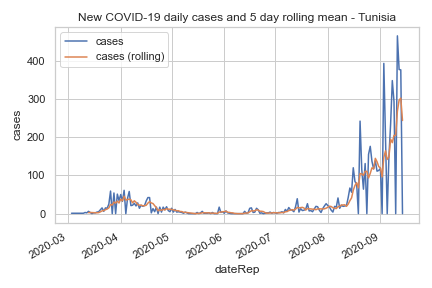 New COVID-19 daily cases and 5 day rolling mean - Tunisia
cases
cases (rolling)
cases
400
300
200
100
0
2020-03
2020-04
2020-05
2020-06
2020-07
2020-08
2020-09
dateRep